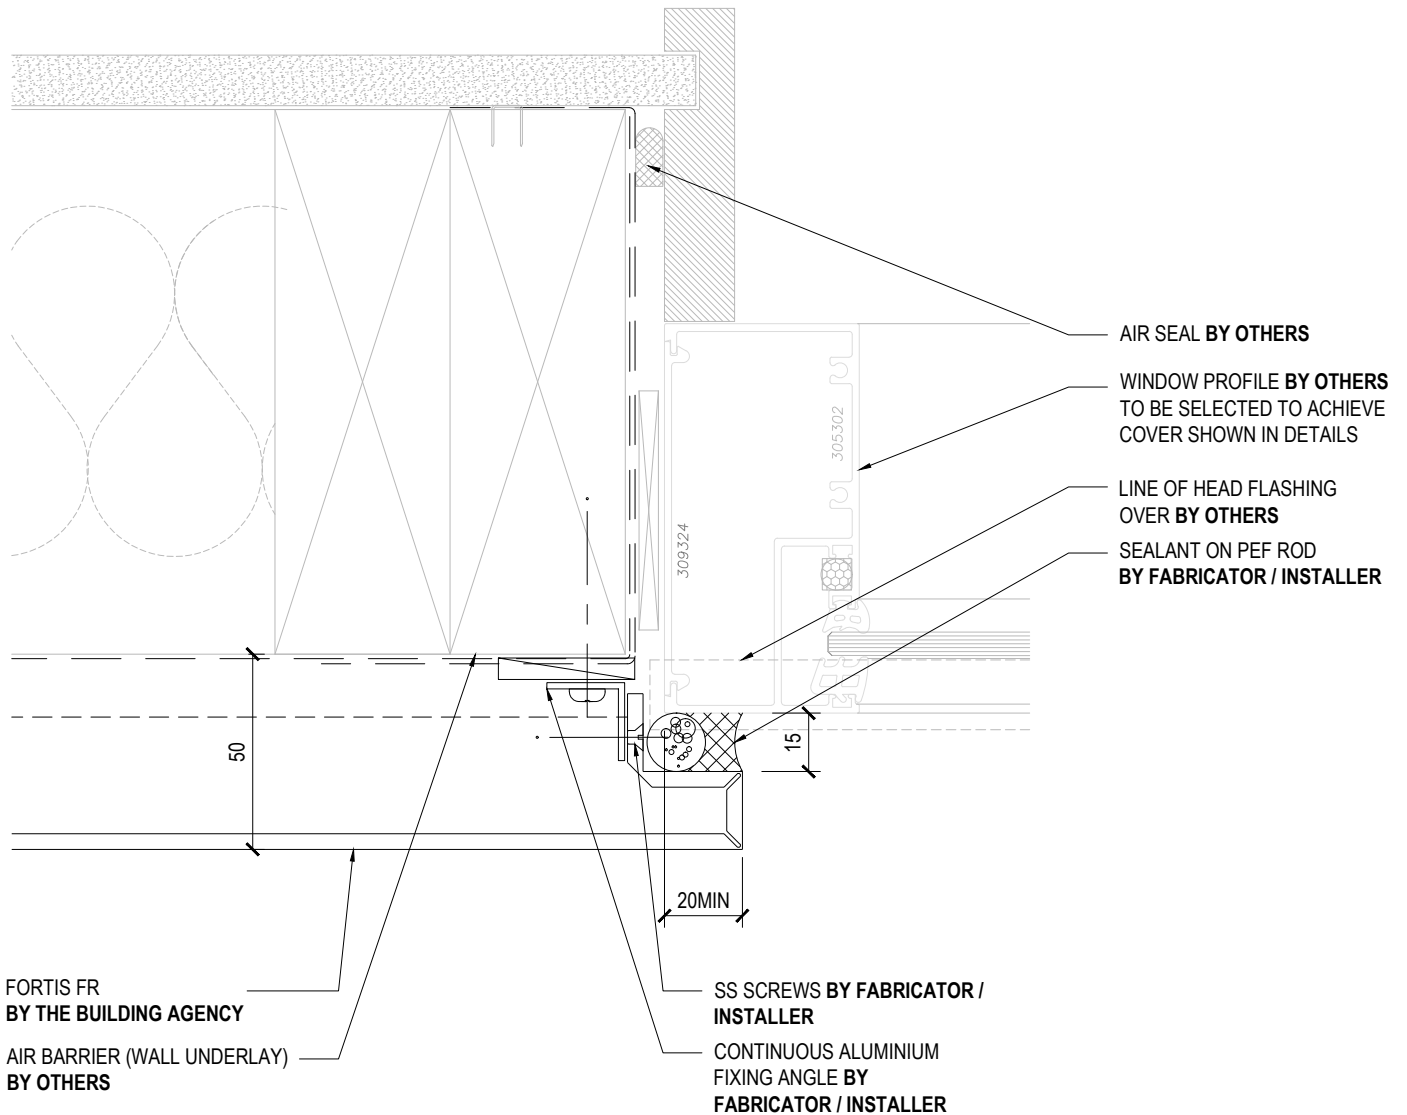 AIR SEAL BY OTHERS
WINDOW PROFILE BY OTHERS
TO BE SELECTED TO ACHIEVE
COVER SHOWN IN DETAILS
305302
LINE OF HEAD FLASHING
OVER BY OTHERS
309324
SEALANT ON PEF ROD
BY FABRICATOR / INSTALLER
50
15
20MIN
FORTIS FR
BY THE BUILDING AGENCY
AIR BARRIER (WALL UNDERLAY)
BY OTHERS
SS SCREWS BY FABRICATOR /
INSTALLER
CONTINUOUS ALUMINIUM
FIXING ANGLE BY
FABRICATOR / INSTALLER